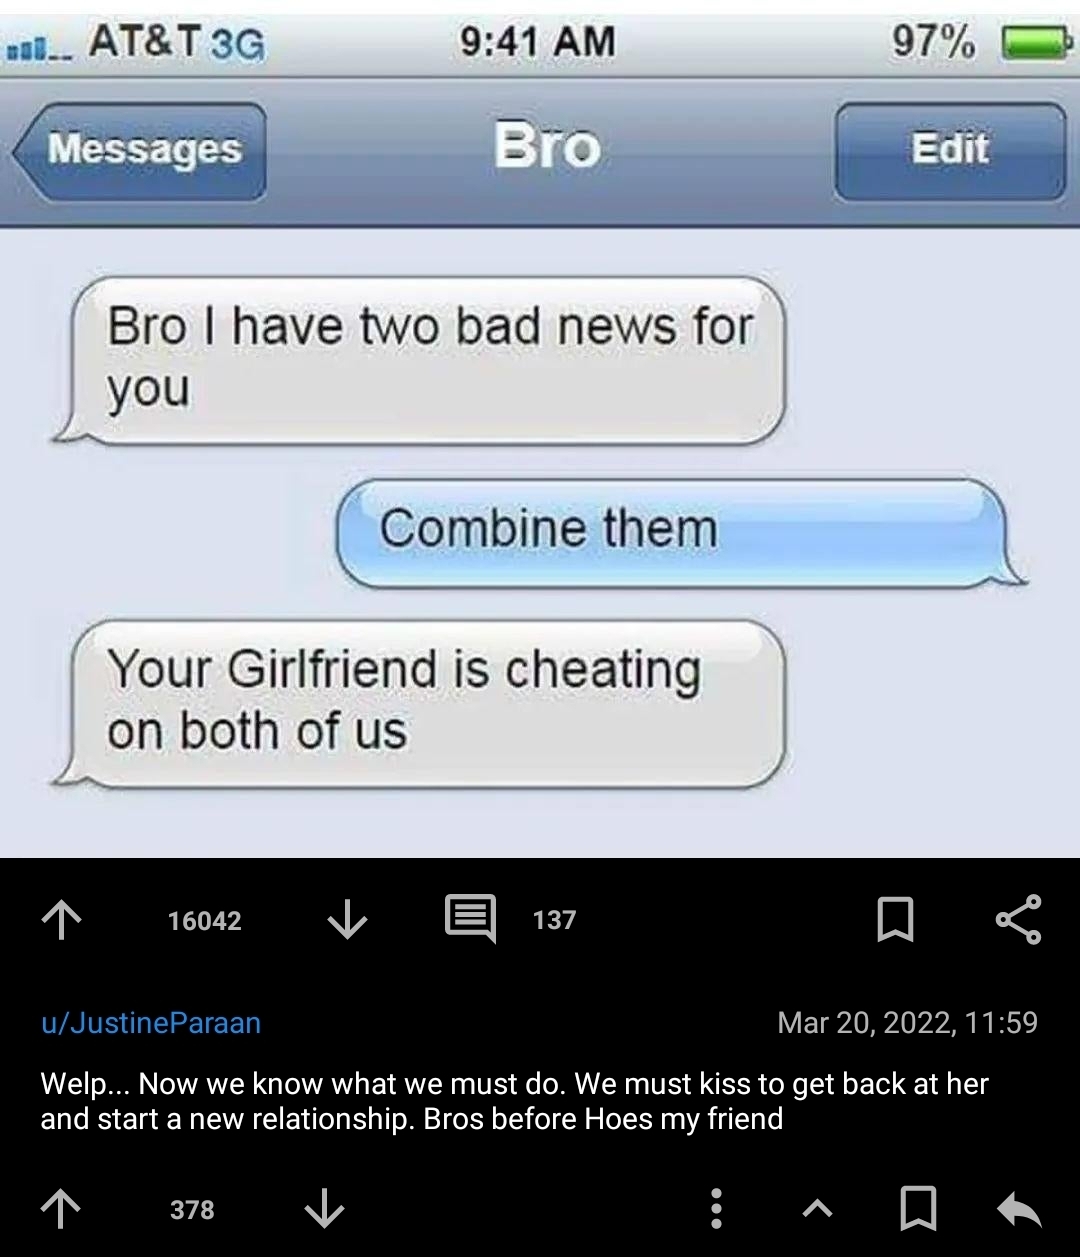 AT&T 3G 9:41 AM 97%
Messages Bro Edit
Bro I have two bad news for
you
Combine them
Your Girlfriend is cheating
on both of us
16042 137
u/JustineParaan Mar 20, 2022, 11:59
Welp... Now we know what we must do. We must kiss to get back at her
and start a new relationship. Bros before Hoes my friend
378